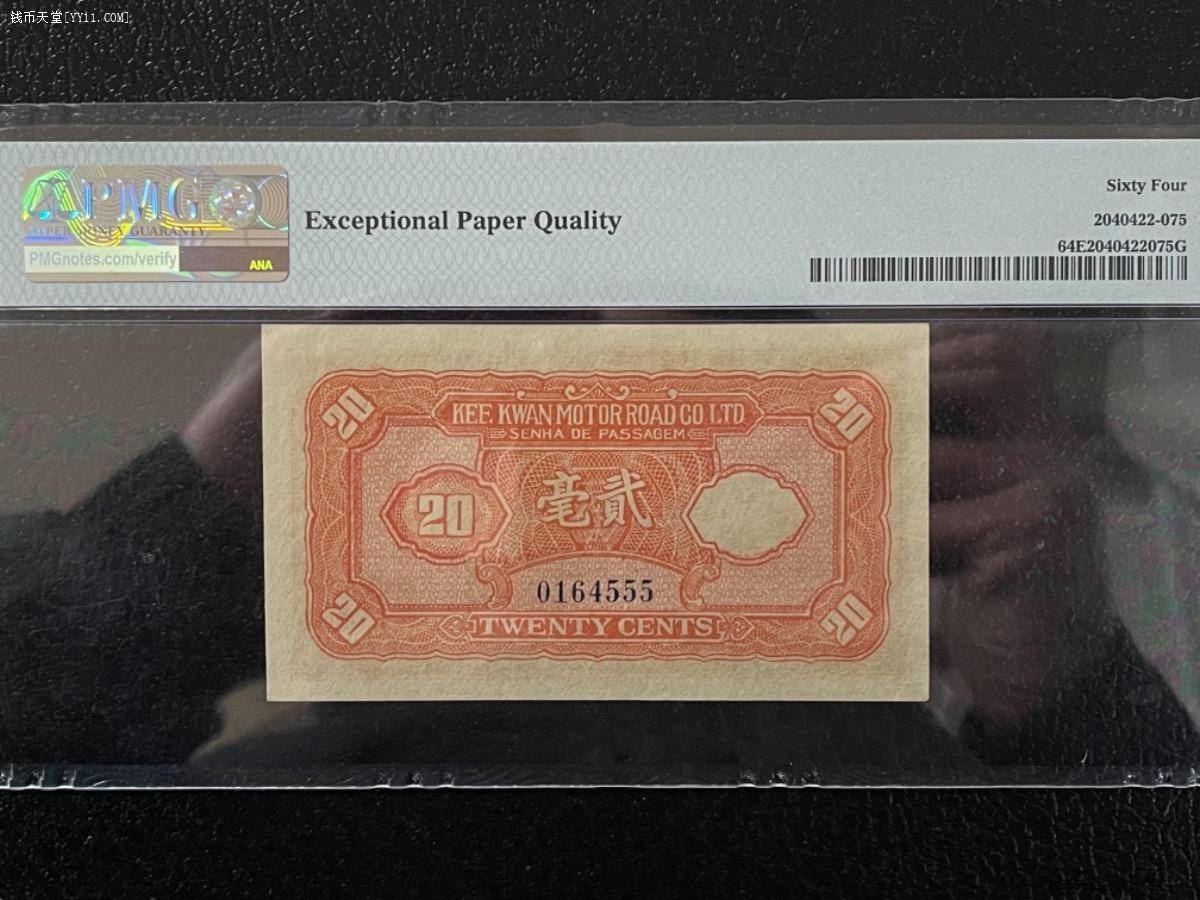 钱币天堂[YY11.COM]
PMG
PAPER MONEY GUARANTY
PMGnotes.com/verify
ANA
Exceptional Paper Quality
Sixty Four
2040422-075
64E2040422075G
20
20
KEE KWAN MOTOR ROAD CO LTD
SENHA DE PASSAGEM
20
毫貳
0164555
20
20
TWENTY CENTS